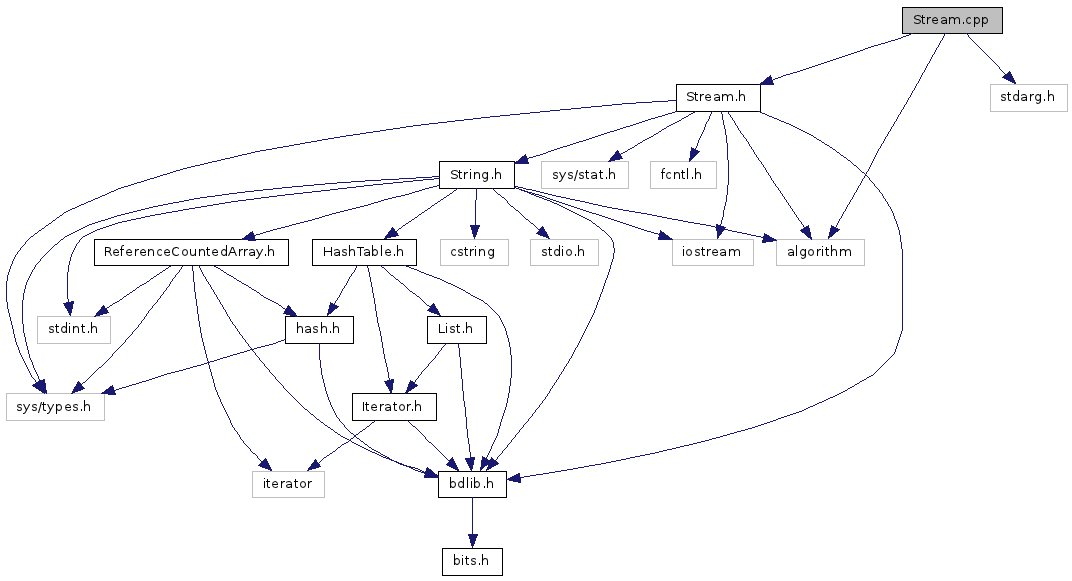 Stream.cpp
Stream.h
stdarg.h
String.h
sys/stat.h
fcntl.h
ReferenceCountedArray.h
HashTable.h
cstring
stdio.h
iostream
algorithm
stdint.h
hash.h
List.h
sys/types.h
Iterator.h
iterator
bdlib.h
bits.h